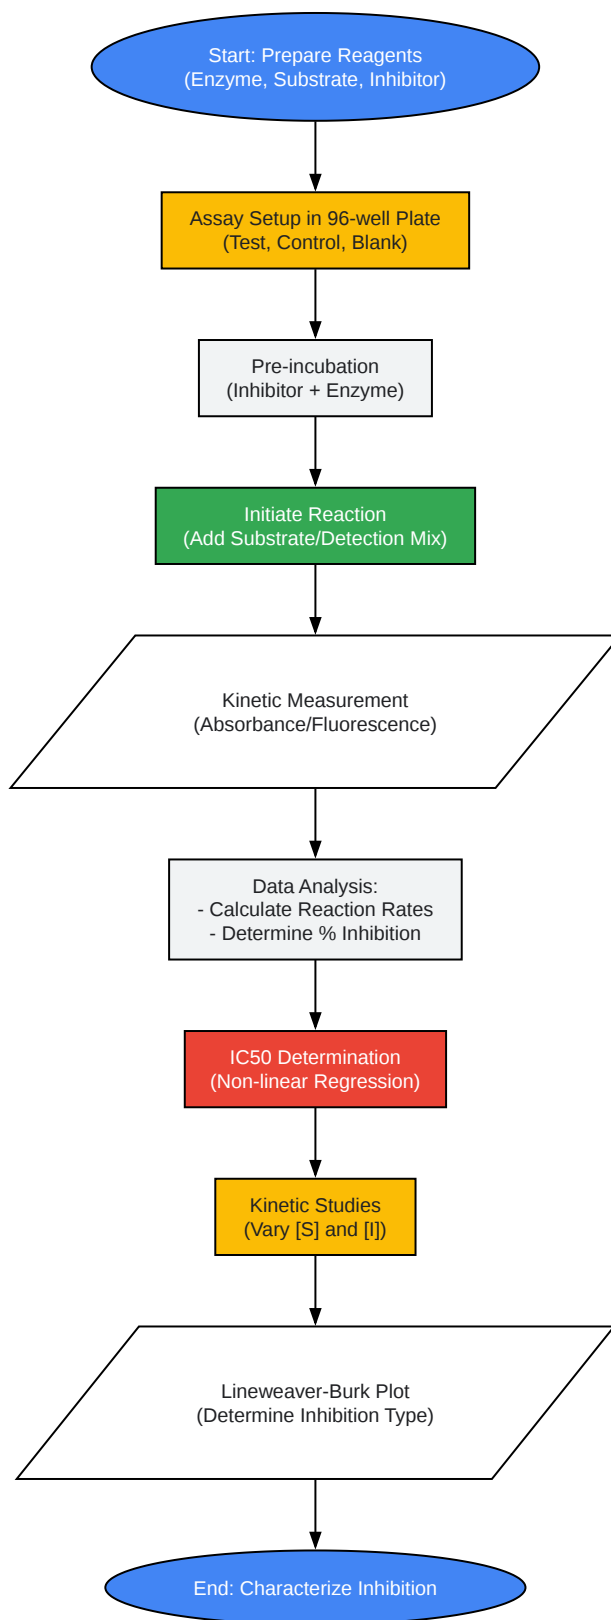 Start: Prepare Reagents
(Enzyme, Substrate, Inhibitor)
Assay Setup in 96-well Plate
(Test, Control, Blank)
Pre-incubation
(Inhibitor + Enzyme)
Initiate Reaction
(Add Substrate/Detection Mix)
Kinetic Measurement
(Absorbance/Fluorescence)
Data Analysis:
- Calculate Reaction Rates
- Determine % Inhibition
IC50 Determination
(Non-linear Regression)
Kinetic Studies
(Vary [S] and [I])
Lineweaver-Burk Plot
(Determine Inhibition Type)
End: Characterize Inhibition